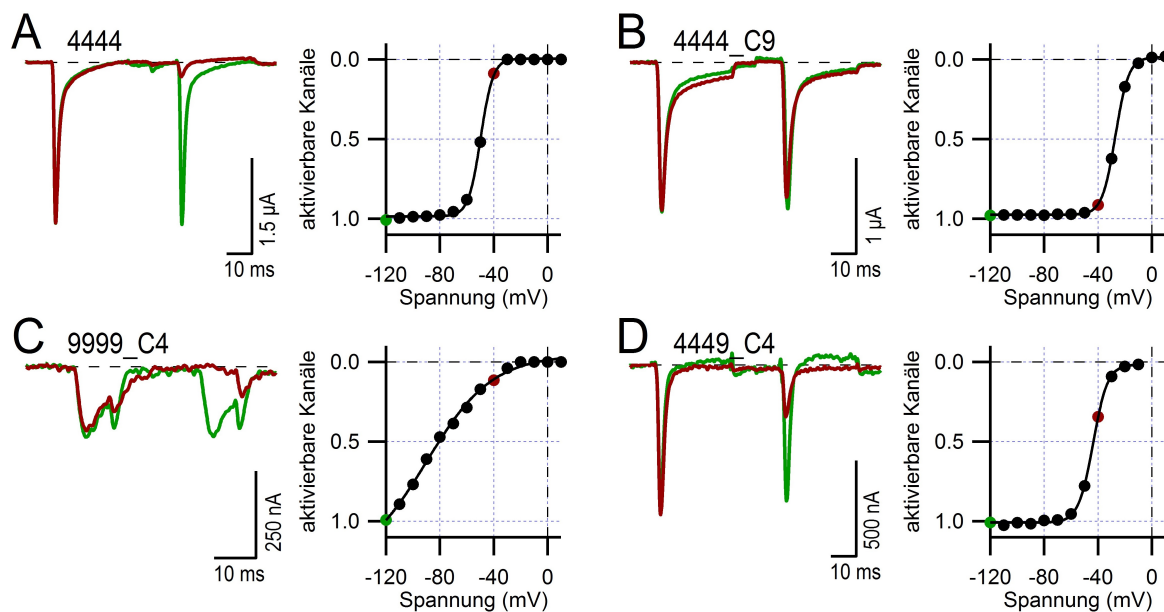 A
4444
1.5 µA
10 ms
aktivierbare Kanäle
0.0
0.5
1.0
-120
-80
-40
0
Spannung (mV)
B
4444_C9
1 µA
10 ms
aktivierbare Kanäle
0.0
0.5
1.0
-120
-80
-40
0
Spannung (mV)
C
9999_C4
250 nA
10 ms
aktivierbare Kanäle
0.0
0.5
1.0
-120
-80
-40
0
Spannung (mV)
D
4449_C4
500 nA
10 ms
aktivierbare Kanäle
0.0
0.5
1.0
-120
-80
-40
0
Spannung (mV)